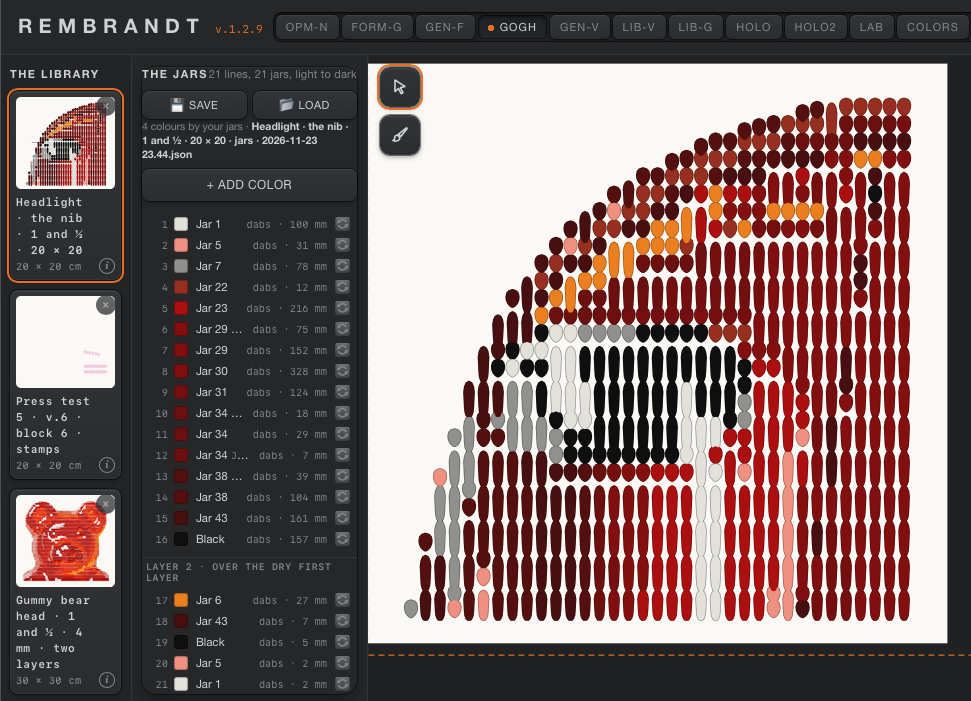 REMBRANDT v.1.2.9
OPM-N FORM-G GEN-F GOGH GEN-V LIB-V LIB-G HOLO HOLO2 LAB COLORS
THE LIBRARY
Headlight
· the nib
· 1 and ½
· 20 × 20
20 × 20 cm
Press test
5 · v.6 ·
block 6 ·
stamps
20 × 20 cm
Gummy bear
head · 1
and ½ · 4
mm · two
layers
30 × 30 cm
THE JARS 21 lines, 21 jars, light to dark
SAVE LOAD
4 colours by your jars · Headlight · the nib ·
1 and ½ · 20 × 20 · jars · 2026-11-23
23.44.json
+ ADD COLOR
1 Jar 1 dabs · 100 mm
2 Jar 5 dabs · 31 mm
3 Jar 7 dabs · 78 mm
4 Jar 22 dabs · 12 mm
5 Jar 23 dabs · 216 mm
6 Jar 29 ... dabs · 75 mm
7 Jar 29 dabs · 152 mm
8 Jar 30 dabs · 328 mm
9 Jar 31 dabs · 124 mm
10 Jar 34 ... dabs · 18 mm
11 Jar 34 dabs · 29 mm
12 Jar 34 J... dabs · 7 mm
13 Jar 38 ... dabs · 39 mm
14 Jar 38 dabs · 104 mm
15 Jar 43 dabs · 161 mm
16 Black dabs · 157 mm
LAYER 2 · OVER THE DRY FIRST
LAYER
17 Jar 6 dabs · 27 mm
18 Jar 43 dabs · 7 mm
19 Black dabs · 5 mm
20 Jar 5 dabs · 2 mm
21 Jar 1 dabs · 2 mm